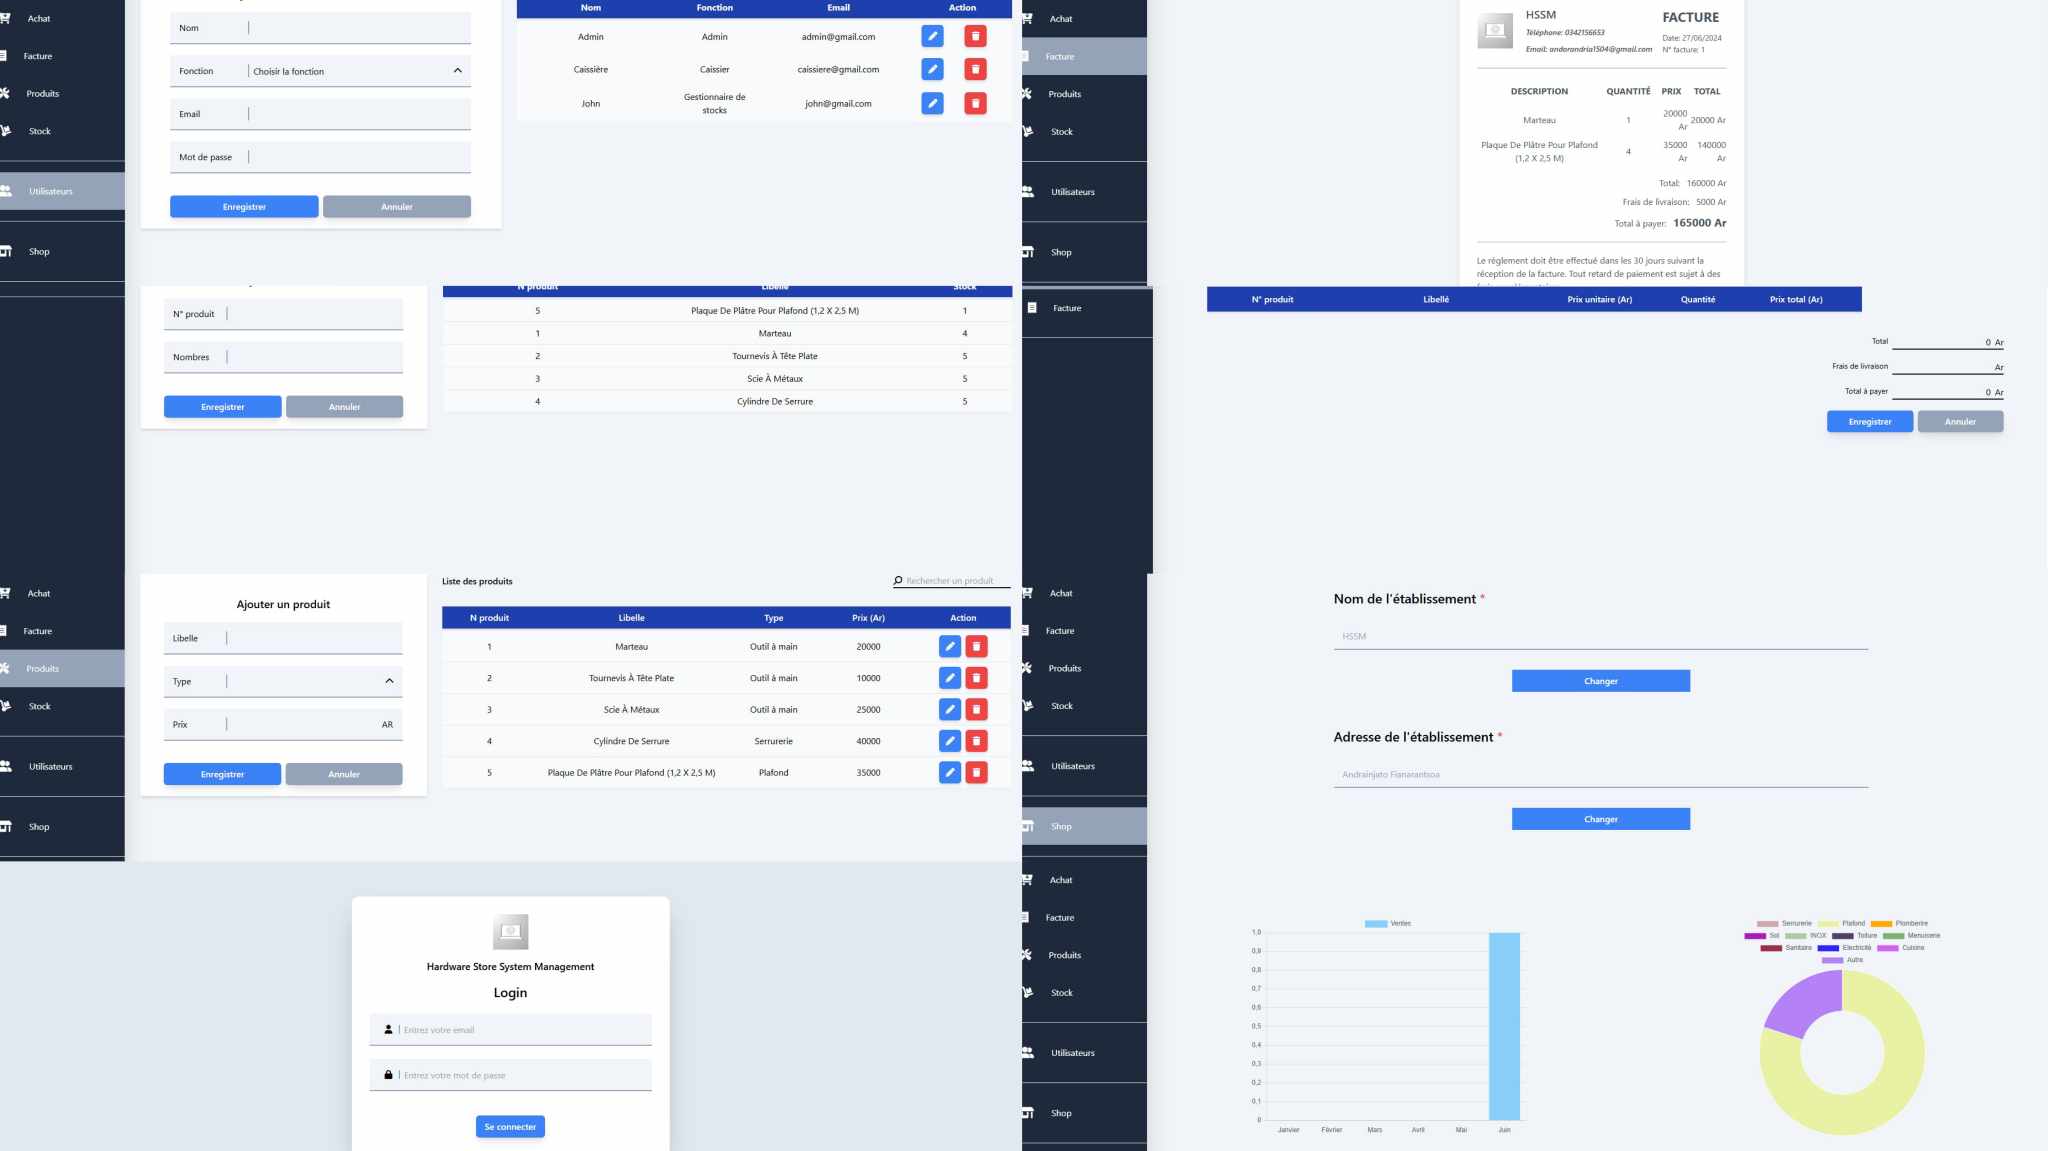 Achat
Facture
Produits
Stock
Utilisateurs
Shop
Nom
Fonction
Choisir la fonction
Email
Mot de passe
Enregistrer
Annuler
Nom Fonction Email Action
Admin Admin admin@gmail.com
Caissière Caissier caissiere@gmail.com
John Gestionnaire de stocks john@gmail.com
Achat
Facture
Produits
Stock
Utilisateurs
Shop
HSSM
Téléphone: 0342156653
Email: andorandria1504@gmail.com
FACTURE
Date: 27/06/2024
N° facture: 1
DESCRIPTION QUANTITÉ PRIX TOTAL
Marteau 1 20000 Ar 20000 Ar
Plaque De Plâtre Pour Plafond (1,2 X 2,5 M) 4 35000 Ar 140000 Ar
Total: 160000 Ar
Frais de livraison: 5000 Ar
Total à payer: 165000 Ar
Le réglement doit être effectué dans les 30 jours suivant la
réception de la facture. Tout retard de paiement est sujet à des
N° produit
Nombres
Enregistrer
Annuler
N produit Libelle Stock
5 Plaque De Plâtre Pour Plafond (1,2 X 2,5 M) 1
1 Marteau 4
2 Tournevis À Tête Plate 5
3 Scie À Métaux 5
4 Cylindre De Serrure 5
Facture
N° produit Libellé Prix unitaire (Ar) Quantité Prix total (Ar)
Total 0 Ar
Frais de livraison Ar
Total à payer 0 Ar
Enregistrer
Annuler
Achat
Facture
Produits
Stock
Utilisateurs
Shop
Ajouter un produit
Libelle
Type
Prix AR
Enregistrer
Annuler
Liste des produits
Rechercher un produit
N produit Libelle Type Prix (Ar) Action
1 Marteau Outil à main 20000
2 Tournevis À Tête Plate Outil à main 10000
3 Scie À Métaux Outil à main 25000
4 Cylindre De Serrure Serrurerie 40000
5 Plaque De Plâtre Pour Plafond (1,2 X 2,5 M) Plafond 35000
Achat
Facture
Produits
Stock
Utilisateurs
Shop
Nom de l'établissement *
HSSM
Changer
Adresse de l'établissement *
Andrainjato Fianarantsoa
Changer
Hardware Store System Management
Login
Entrez votre email
Entrez votre mot de passe
Se connecter
Achat
Facture
Produits
Stock
Utilisateurs
Shop
Ventes
1,0
0,9
0,8
0,7
0,6
0,5
0,4
0,3
0,2
0,1
0
Janvier Février Mars Avril Mai Juin
Serrurerie Plafond Plomberire
Sol INOX Toiture Menuiserie
Sanitaire Electricité Cuisine
Autre